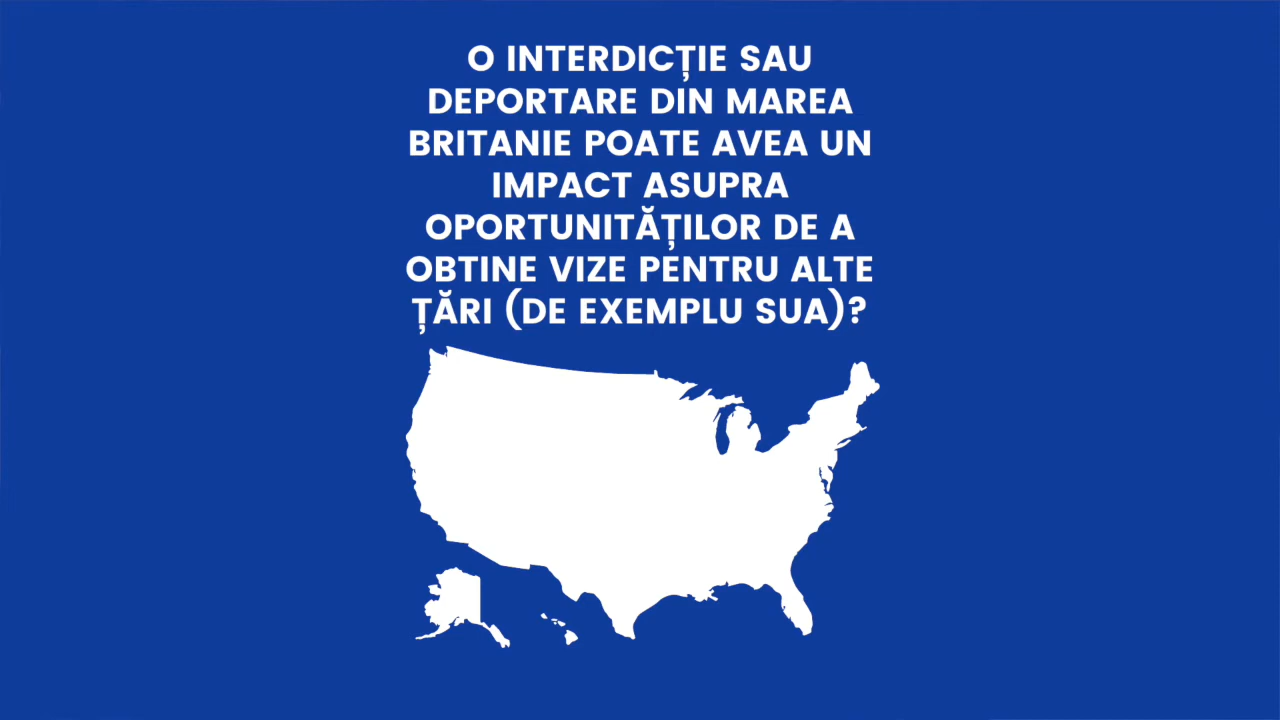 O INTERDICȚIE SAU
DEPORTARE DIN MAREA
BRITANIE POATE AVEA UN
IMPACT ASUPRA
OPORTUNITĂȚILOR DE A
OBTINE VIZE PENTRU ALTE
ȚĂRI (DE EXEMPLU SUA)?